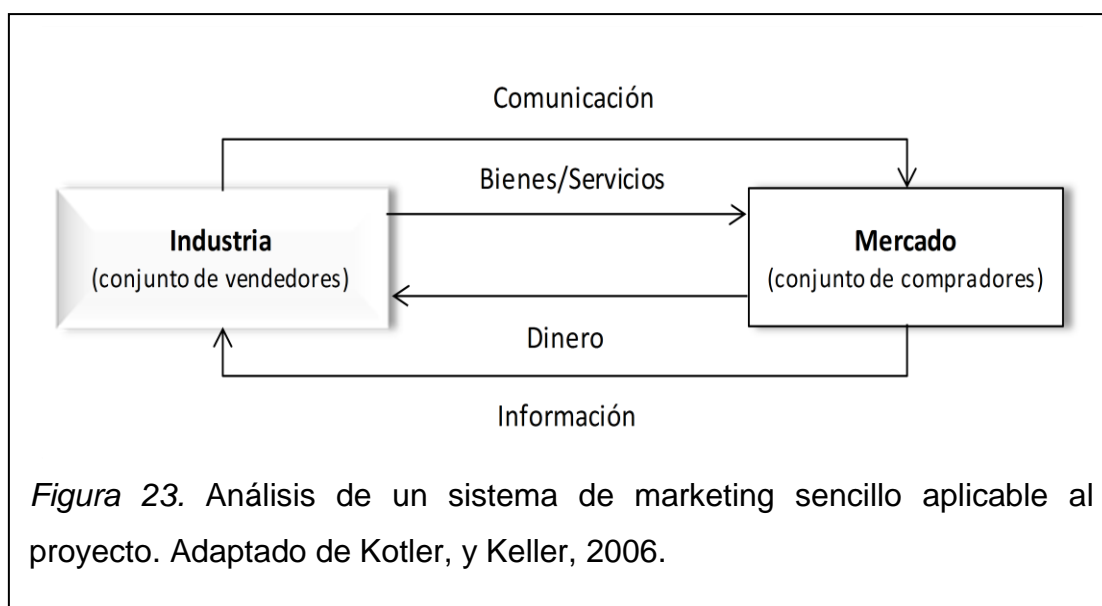 Comunicación
Bienes/Servicios
Industria
(conjunto de vendedores)
Mercado
(conjunto de compradores)
Dinero
Información
Figura 23. Análisis de un sistema de marketing sencillo aplicable al
proyecto. Adaptado de Kotler, y Keller, 2006.